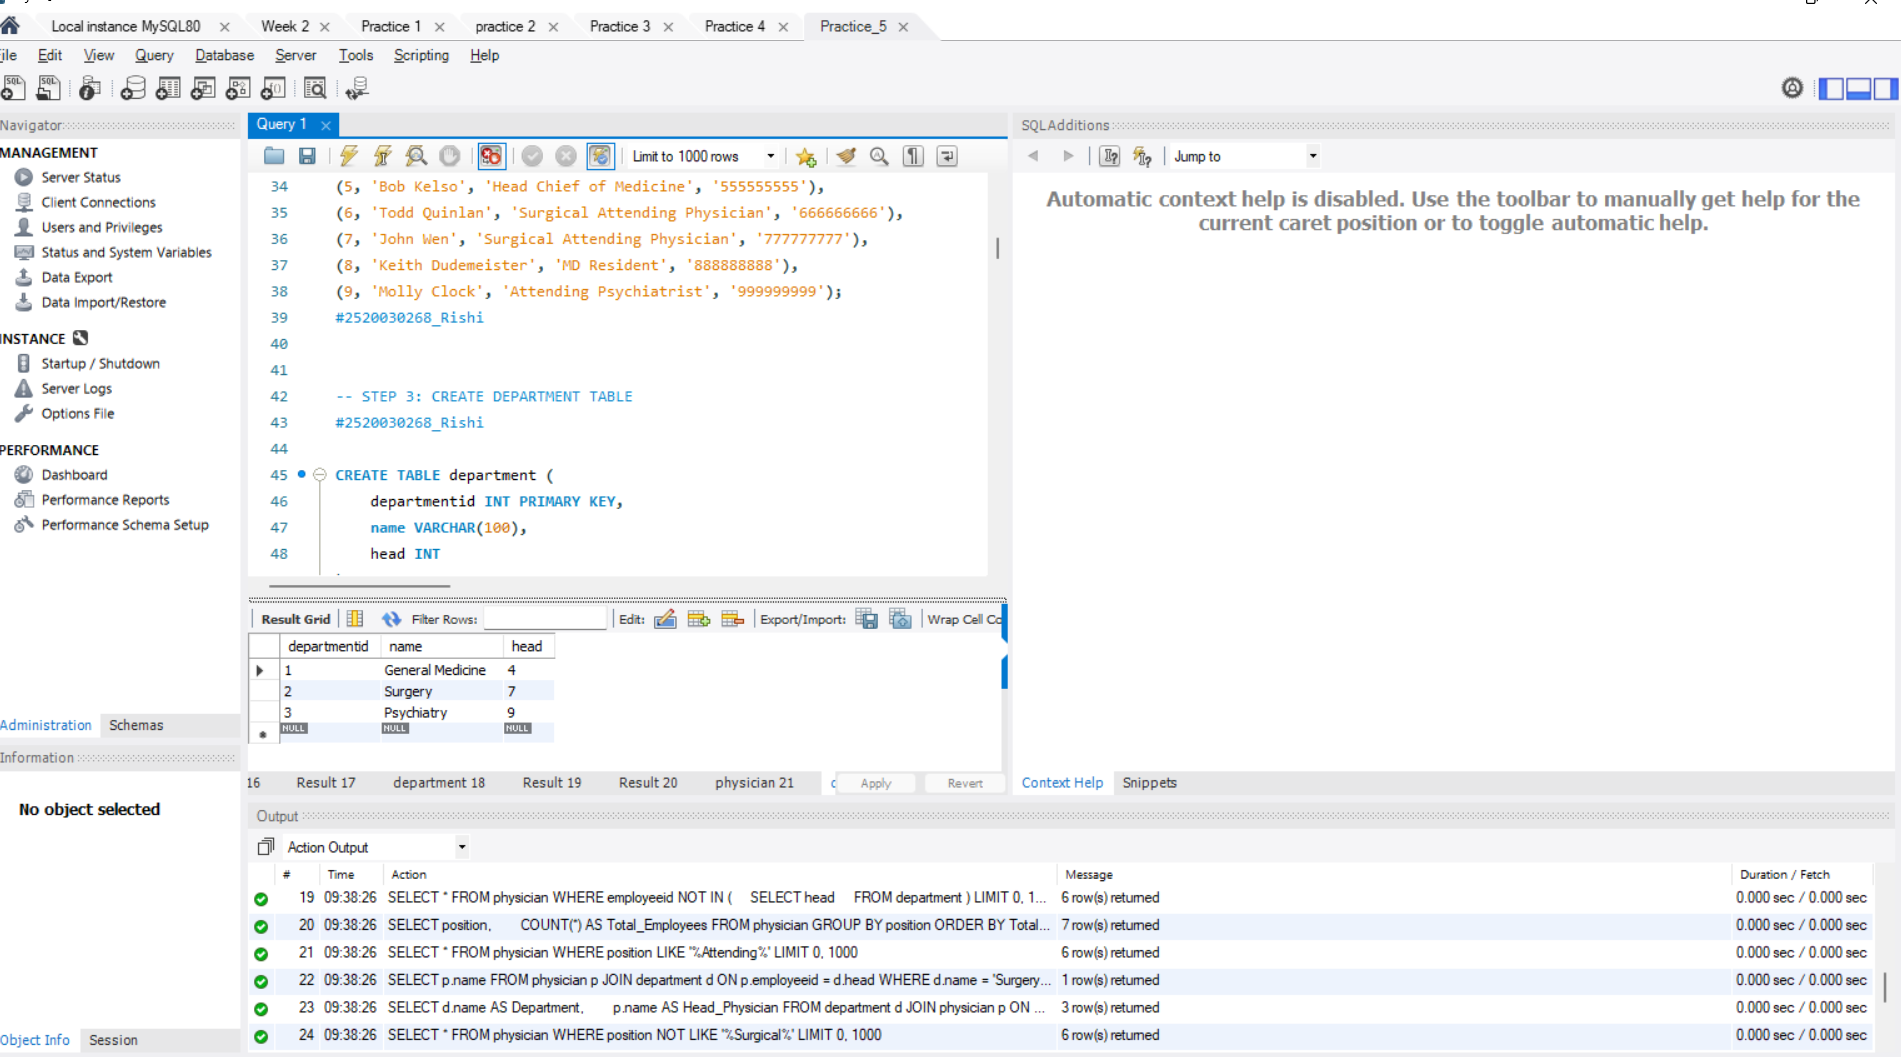 Local instance MySQL80 Week 2 Practice 1 practice 2 Practice 3 Practice 4 Practice_5
ile Edit View Query Database Server Tools Scripting Help
Navigator
MANAGEMENT
Server Status
Client Connections
Users and Privileges
Status and System Variables
Data Export
Data Import/Restore
INSTANCE
Startup / Shutdown
Server Logs
Options File
PERFORMANCE
Dashboard
Performance Reports
Performance Schema Setup
Administration Schemas
Information
No object selected
Object Info Session
Query 1
Limit to 1000 rows
34 (5, 'Bob Kelso', 'Head Chief of Medicine', '555555555'),
35 (6, 'Todd Quinlan', 'Surgical Attending Physician', '666666666'),
36 (7, 'John Wen', 'Surgical Attending Physician', '777777777'),
37 (8, 'Keith Dudemeister', 'MD Resident', '888888888'),
38 (9, 'Molly Clock', 'Attending Psychiatrist', '999999999');
39 #2520030268_Rishi
40
41
42 -- STEP 3: CREATE DEPARTMENT TABLE
43 #2520030268_Rishi
44
45 CREATE TABLE department (
46 departmentid INT PRIMARY KEY,
47 name VARCHAR(100),
48 head INT
Result Grid Filter Rows: Edit: Export/Import: Wrap Cell Co
departmentid name head
1 General Medicine 4
2 Surgery 7
3 Psychiatry 9
NULL NULL NULL
16 Result 17 department 18 Result 19 Result 20 physician 21 Apply Revert
SQLAdditions
Jump to
Automatic context help is disabled. Use the toolbar to manually get help for the
current caret position or to toggle automatic help.
Context Help Snippets
Output
Action Output
# Time Action Message Duration / Fetch
19 09:38:26 SELECT * FROM physician WHERE employeeid NOT IN ( SELECT head FROM department ) LIMIT 0, 1... 6 row(s) returned 0.000 sec / 0.000 sec
20 09:38:26 SELECT position, COUNT(*) AS Total_Employees FROM physician GROUP BY position ORDER BY Total... 7 row(s) returned 0.000 sec / 0.000 sec
21 09:38:26 SELECT * FROM physician WHERE position LIKE '%Attending%' LIMIT 0, 1000 6 row(s) returned 0.000 sec / 0.000 sec
22 09:38:26 SELECT p.name FROM physician p JOIN department d ON p.employeeid = d.head WHERE d.name = 'Surgery... 1 row(s) returned 0.000 sec / 0.000 sec
23 09:38:26 SELECT d.name AS Department, p.name AS Head_Physician FROM department d JOIN physician p ON ... 3 row(s) returned 0.000 sec / 0.000 sec
24 09:38:26 SELECT * FROM physician WHERE position NOT LIKE '%Surgical%' LIMIT 0, 1000 6 row(s) returned 0.000 sec / 0.000 sec